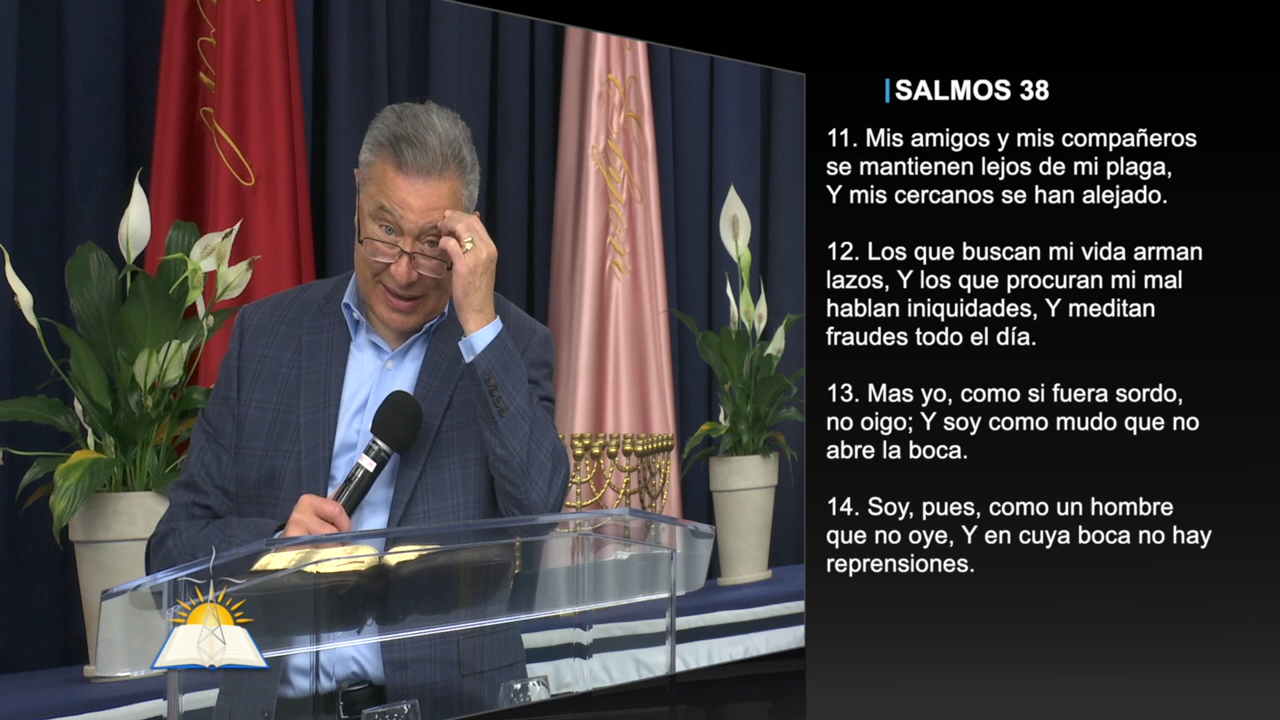 SALMOS 38
11. Mis amigos y mis compañeros
se mantienen lejos de mi plaga,
Y mis cercanos se han alejado.
12. Los que buscan mi vida arman
lazos, Y los que procuran mi mal
hablan iniquidades, Y meditan
fraudes todo el día.
13. Mas yo, como si fuera sordo,
no oigo; Y soy como mudo que no
abre la boca.
14. Soy, pues, como un hombre
que no oye, Y en cuya boca no hay
reprensiones.